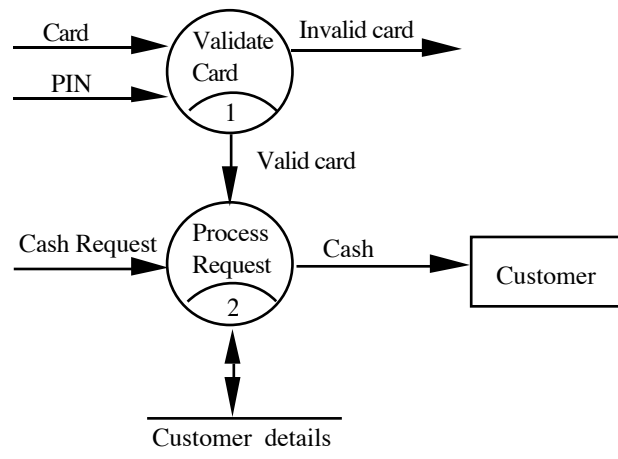 Card
Validate
Card
Invalid card
PIN
1
Valid card
Cash Request
Process
Request
Cash
Customer
2
Customer details